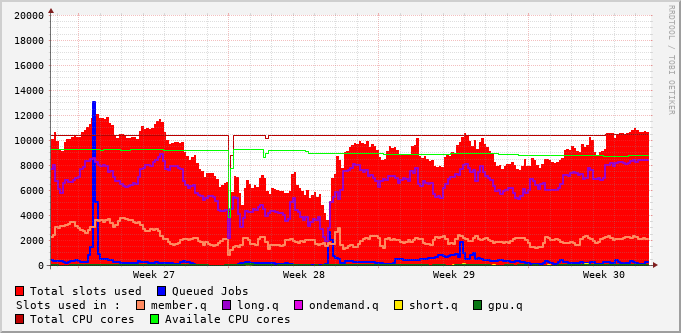 20000
18000
16000
14000
12000
10000
8000
6000
4000
2000
0
Week 27 Week 28 Week 29 Week 30
RRDTOOL / TOBI OETIKER
Total slots used Queued Jobs
Slots used in : member.q long.q ondemand.q short.q gpu.q
Total CPU cores Availale CPU cores